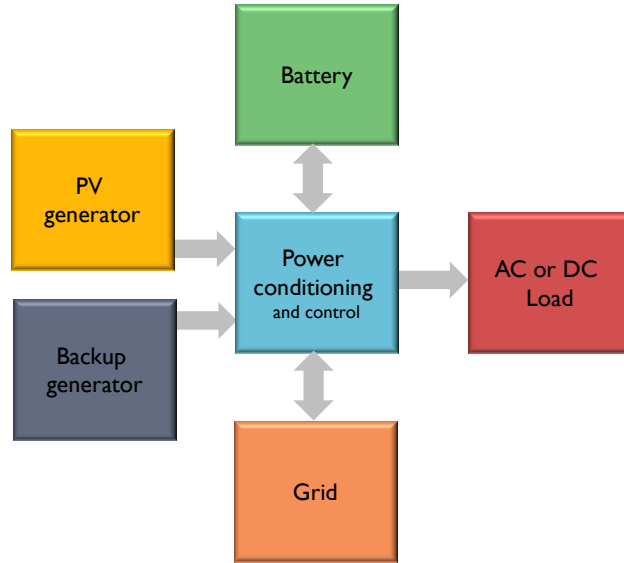 Battery
PV
generator
Power
conditioning
and control
AC or DC
Load
Backup
generator
Grid